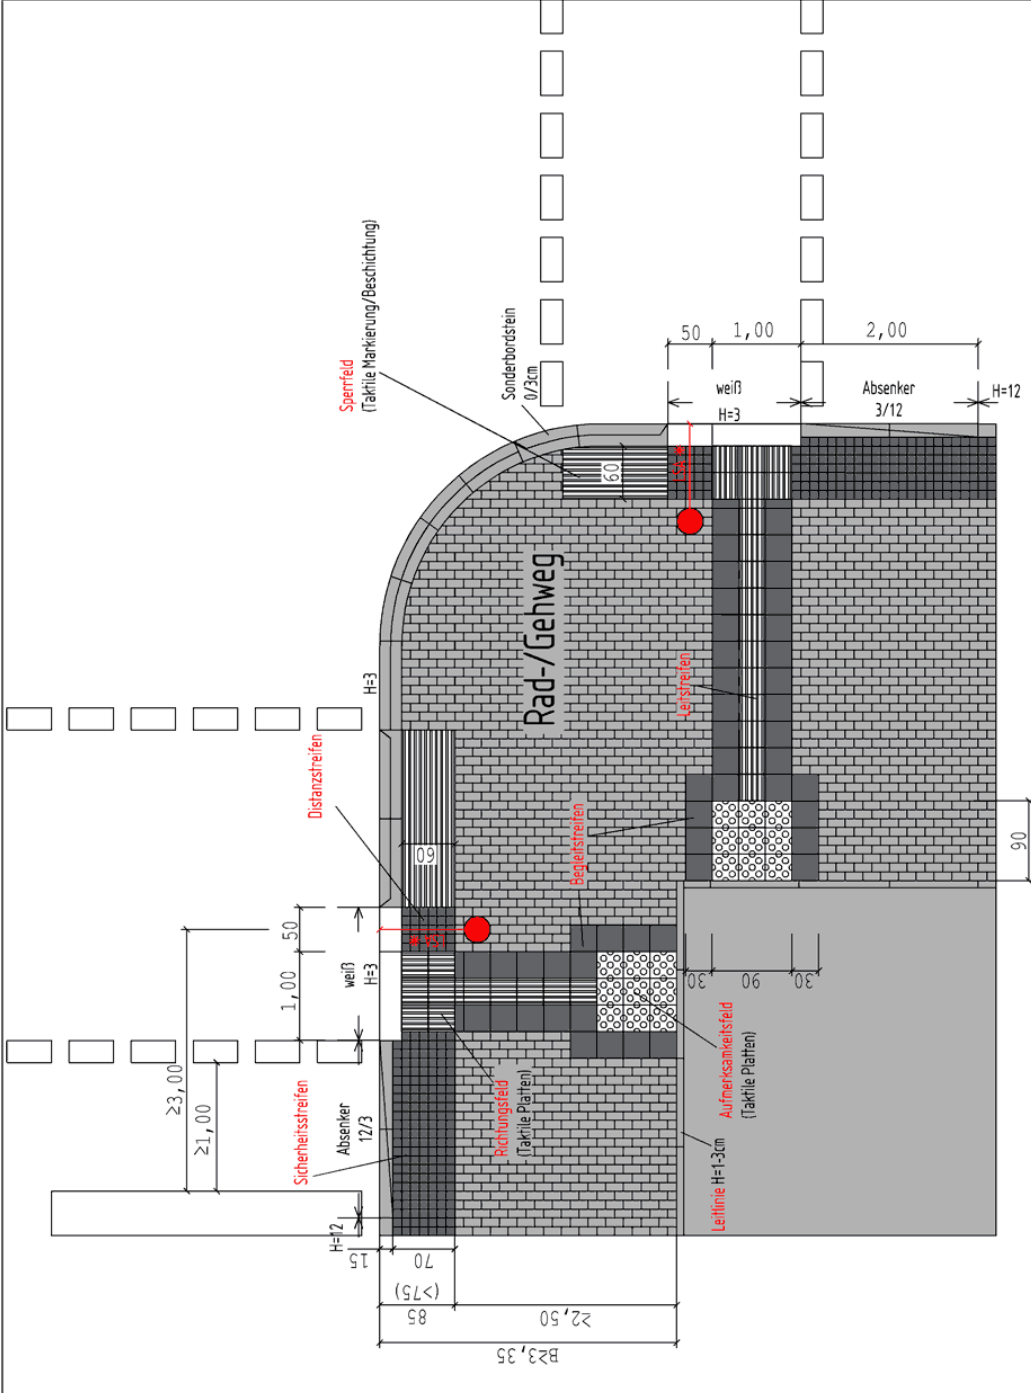 Sperrfeld
(Taktile Markierung/Beschichtung)
Sonderbordstein
0/3cm
50
1,00
2,00
weiß
H=3
Absenker
3/12
H=12
60
Rad-/Gehweg
H=3
Leitstreifen
Distanzstreifen
60
Begleitstreifen
90
50
1,00
≥3,00
≥1,00
weiß
H=3
30
90
30
Sicherheitsstreifen
Absenker
12/3
Richtungsfeld
(Taktile Platten)
Aufmerksamkeitsfeld
(Taktile Platten)
Leitlinie H=1-3cm
H=12
15
70
(>75)
85
≥2,50
B≥3,35